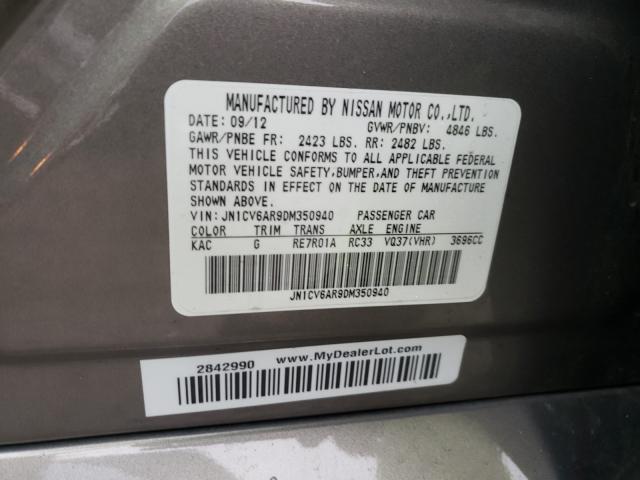 MANUFACTURED BY NISSAN MOTOR CO.,LTD.
DATE: 09/12 GVWR/PNBV: 4846 LBS.
GAWR/PNBE FR: 2423 LBS. RR: 2482 LBS.
THIS VEHICLE CONFORMS TO ALL APPLICABLE FEDERAL
MOTOR VEHICLE SAFETY,BUMPER,AND THEFT PREVENTION
STANDARDS IN EFFECT ON THE DATE OF MANUFACTURE
SHOWN ABOVE.
VIN: JN1CV6AR9DM350940 PASSENGER CAR
COLOR TRIM TRANS AXLE ENGINE
KAC G RE7R01A RC33 VQ37(VHR) 3696CC
JN1CV6AR9DM350940
2842990 www.MyDealerLot.com